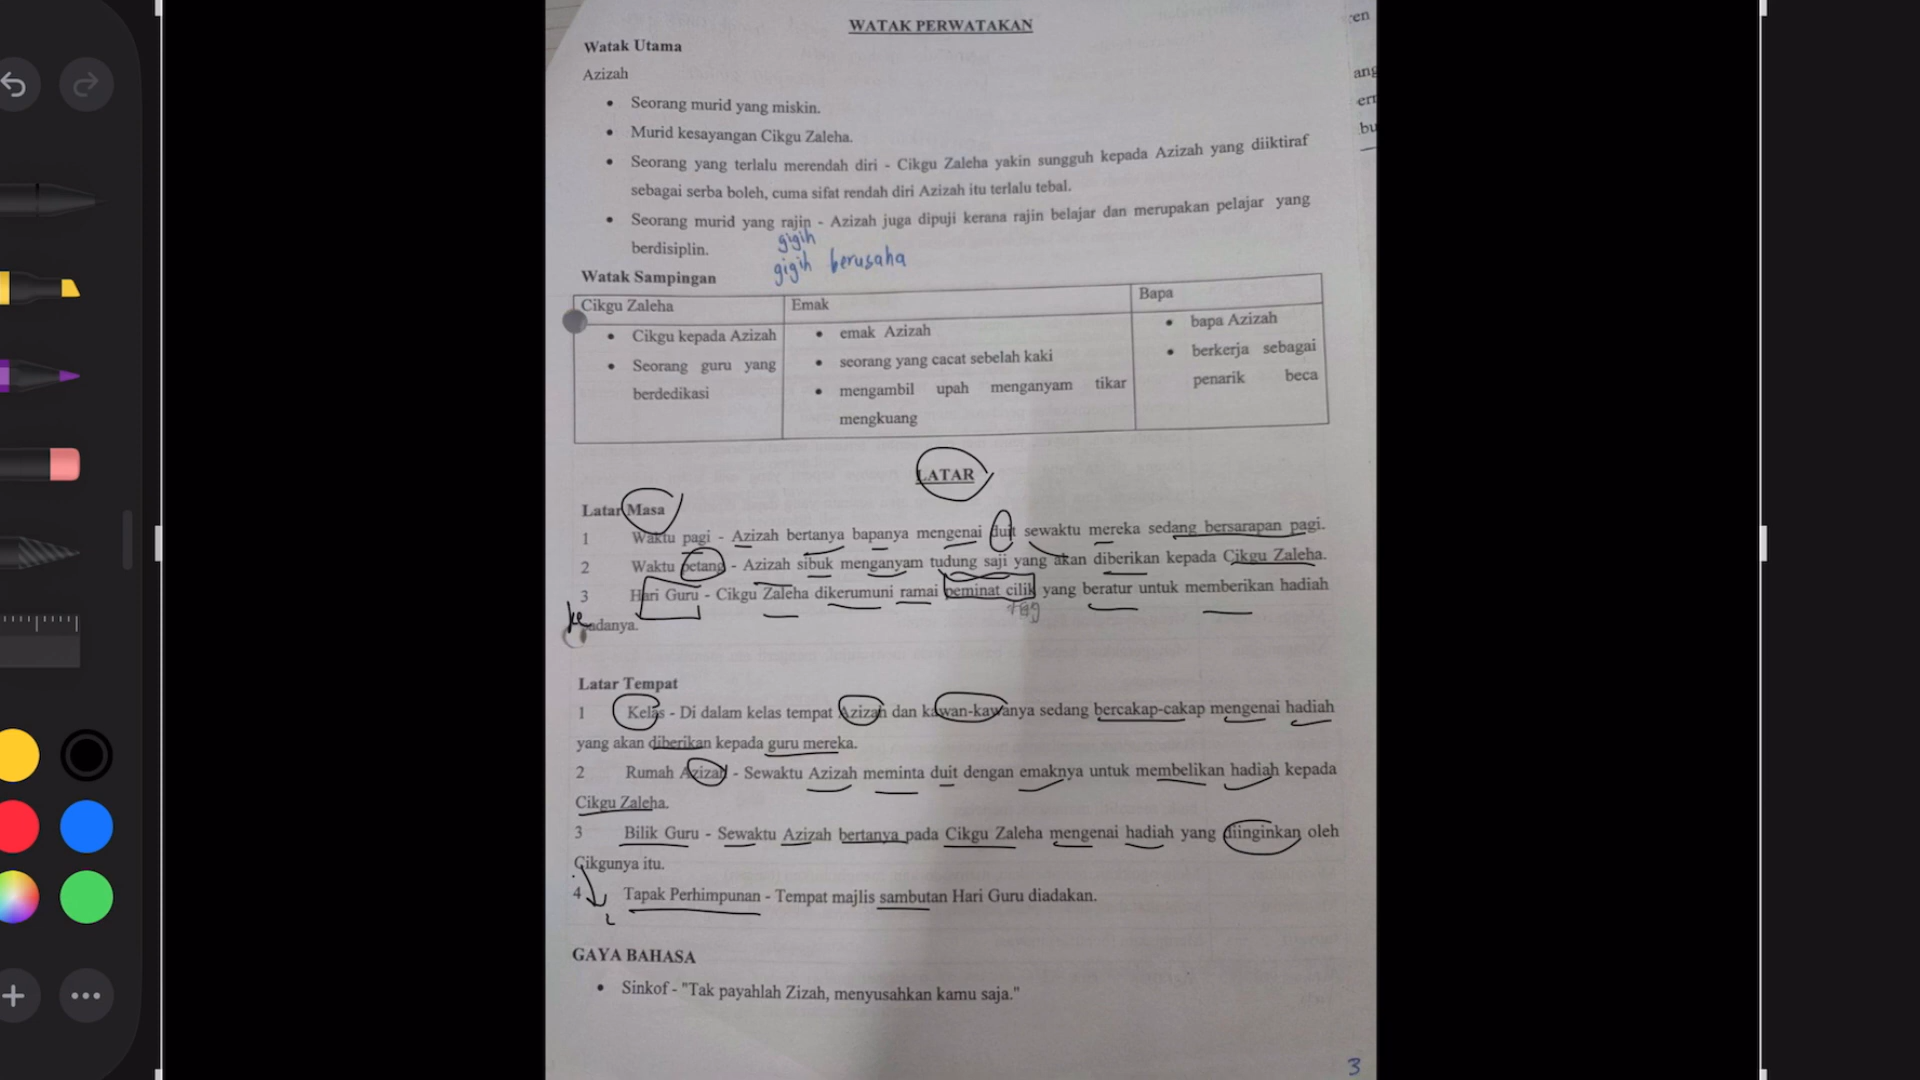 WATAK PERWATAKAN
ren
Watak Utama
Azizah
ang
Seorang murid yang miskin.
Murid kesayangan Cikgu Zaleha.
bu
Seorang yang terlalu merendah diri - Cikgu Zaleha yakin sungguh kepada Azizah yang diiktiraf
sebagai serba boleh, cuma sifat rendah diri Azizah itu terlalu tebal.
Seorang murid yang rajin - Azizah juga dipuji kerana rajin belajar dan merupakan pelajar yang
berdisiplin.
gigih
gigih berusaha
Watak Sampingan
Cikgu Zaleha
Cikgu kepada Azizah
Seorang guru yang
berdedikasi
Emak
emak Azizah
seorang yang cacat sebelah kaki
mengambil upah menganyam tikar
mengkuang
Bapa
bapa Azizah
berkerja sebagai
penarik beca
LATAR
Latar Masa
1 Waktu pagi - Azizah bertanya bapanya mengenai duit sewaktu mereka sedang bersarapan pagi.
2 Waktu petang - Azizah sibuk menganyam tudung saji yang akan diberikan kepada Cikgu Zaleha.
3 Hari Guru - Cikgu Zaleha dikerumuni ramai peminat cilik yang beratur untuk memberikan hadiah
ke adanya.
Latar Tempat
1 Kelas - Di dalam kelas tempat Azizah dan kawan-kawanya sedang bercakap-cakap mengenai hadiah
yang akan diberikan kepada guru mereka.
2 Rumah Azizah - Sewaktu Azizah meminta duit dengan emaknya untuk membelikan hadiah kepada
Cikgu Zaleha.
3 Bilik Guru - Sewaktu Azizah bertanya pada Cikgu Zaleha mengenai hadiah yang diinginkan oleh
Cikgunya itu.
4 Tapak Perhimpunan - Tempat majlis sambutan Hari Guru diadakan.
GAYA BAHASA
Sinkof - "Tak payahlah Zizah, menyusahkan kamu saja."
3